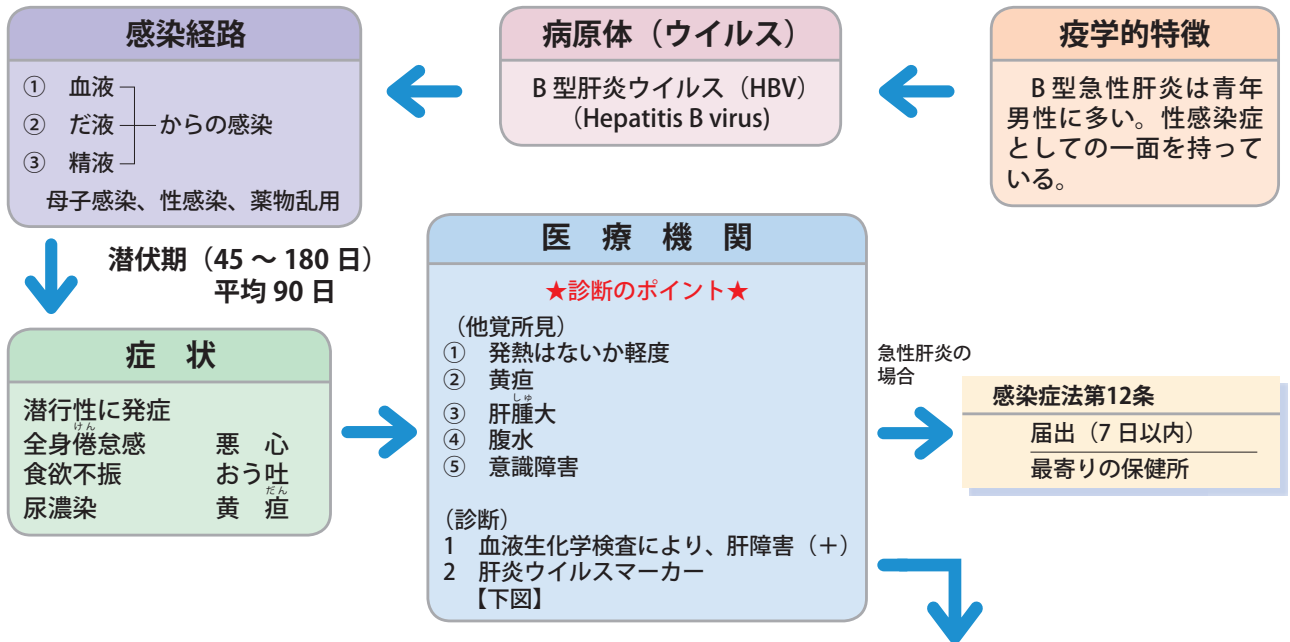 感染経路
① 血液
② だ液 からの感染
③ 精液
母子感染、性感染、薬物乱用
病原体（ウイルス）
B 型肝炎ウイルス（HBV）
（Hepatitis B virus)
疫学的特徴
B 型急性肝炎は青年
男性に多い。性感染症
としての一面を持って
いる。
潜伏期（45 ～ 180 日）
平均 90 日
症 状
潜行性に発症
けん
全身倦怠感 悪 心
食欲不振 おう吐
だん
尿濃染 黄 疸
医 療 機 関
★診断のポイント★
（他覚所見）
① 発熱はないか軽度
② 黄疸
しゅ
③ 肝腫大
④ 腹水
⑤ 意識障害
（診断）
1 血液生化学検査により、肝障害（＋）
2 肝炎ウイルスマーカー
【下図】
急性肝炎の
場合
感染症法第12条
届出（7 日以内）
最寄りの保健所